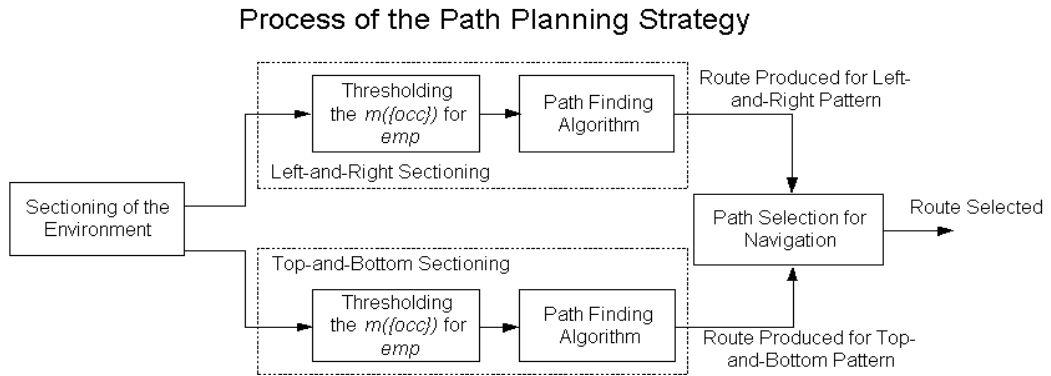 Process of the Path Planning Strategy
Sectioning of the
Environment
Thresholding
the m({occ}) for
emp
Path Finding
Algorithm
Left-and-Right Sectioning
Route Produced for Left-
and-Right Pattern
Top-and-Bottom Sectioning
Thresholding
the m({occ}) for
emp
Path Finding
Algorithm
Route Produced for Top-
and-Bottom Pattern
Path Selection for
Navigation
Route Selected